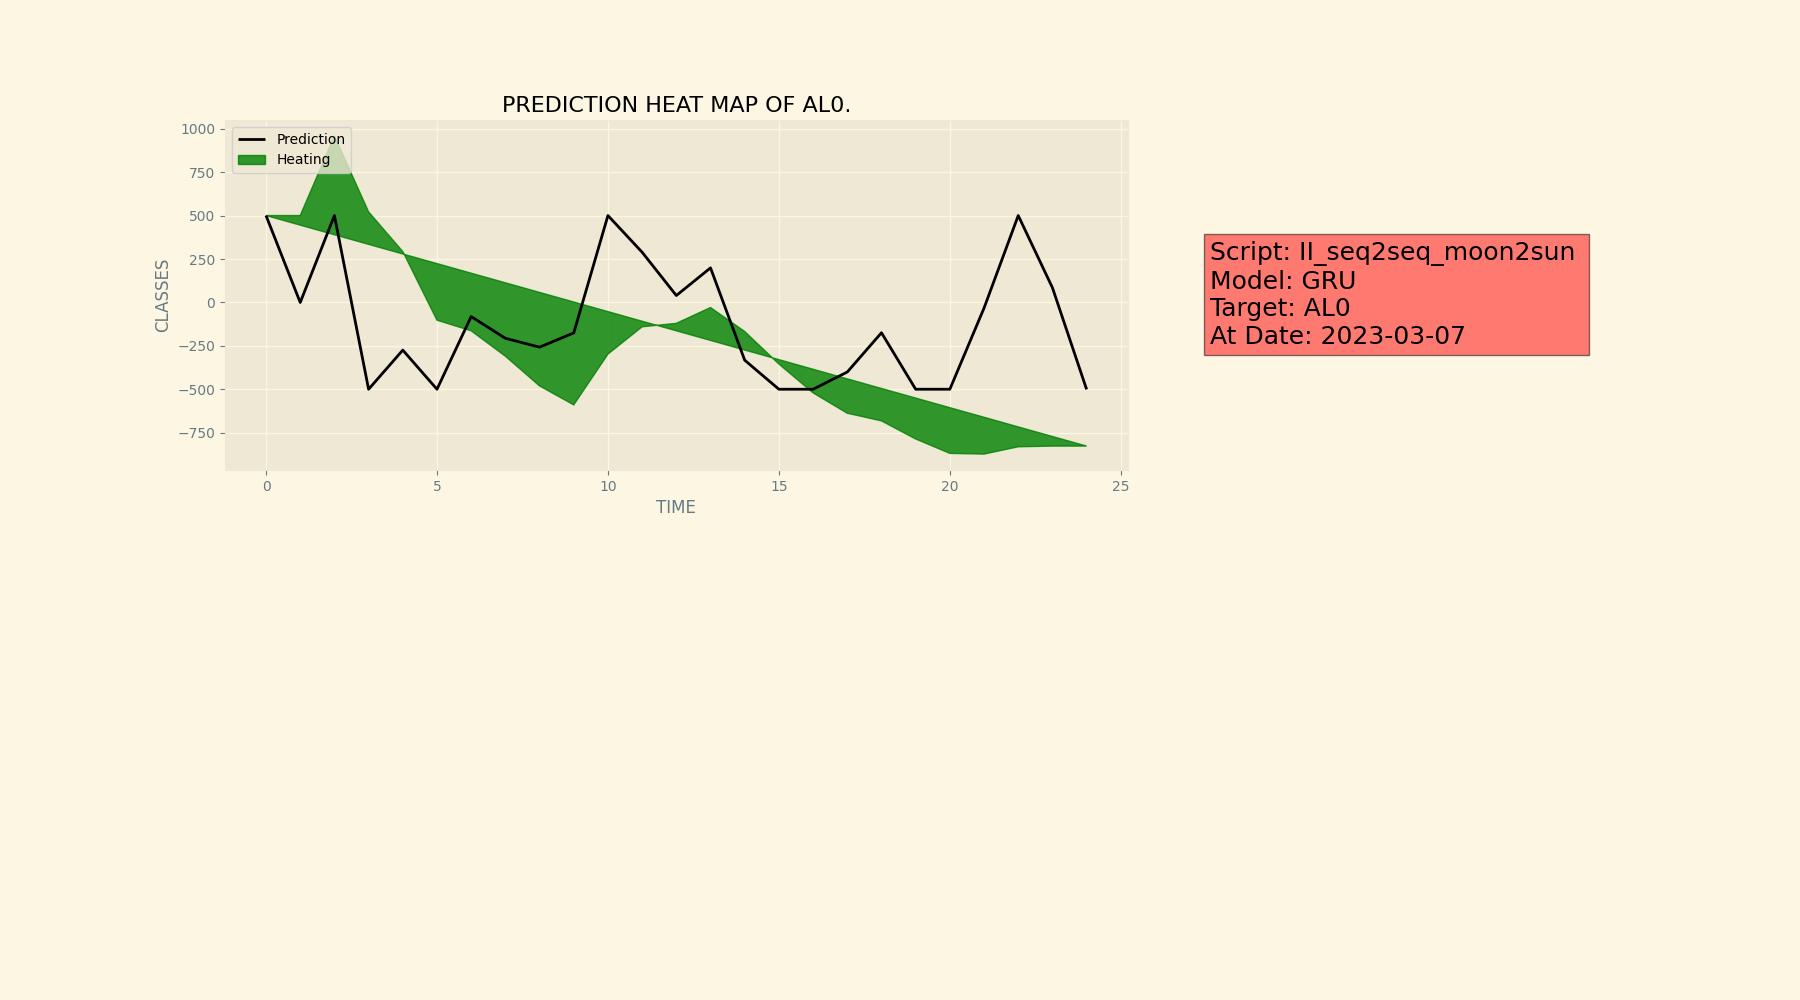 PREDICTION HEAT MAP OF AL0.
Prediction
Heating
1000
750
500
250
0
−250
−500
−750
CLASSES
0 5 10 15 20 25
TIME
Script: II_seq2seq_moon2sun
Model: GRU
Target: AL0
At Date: 2023-03-07